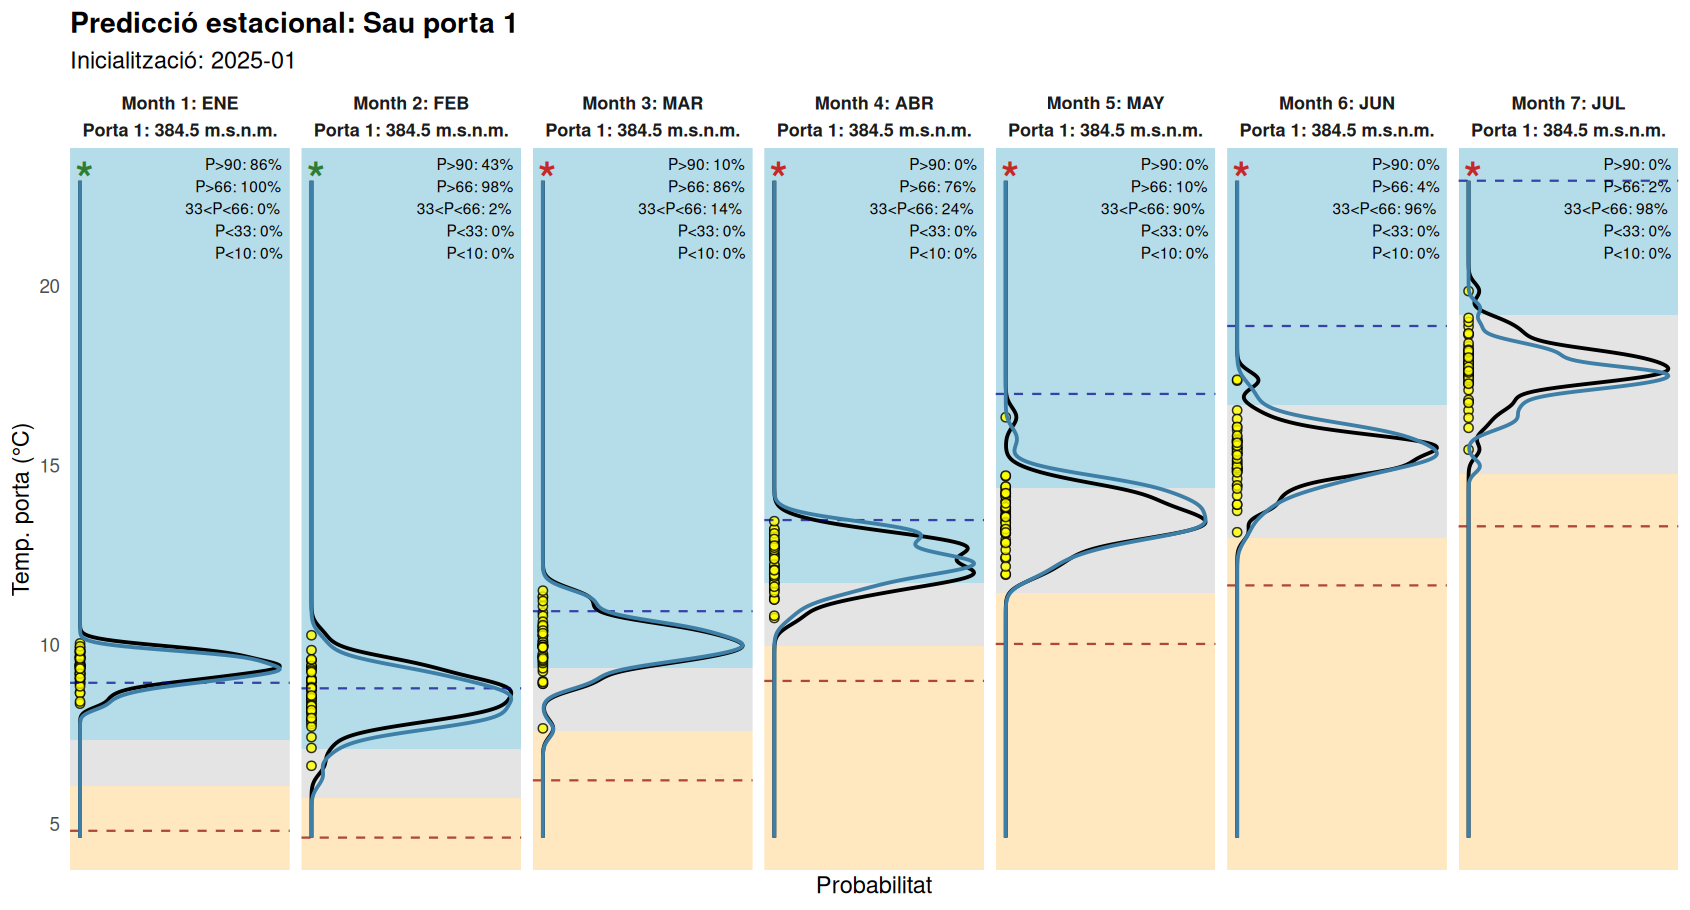 Predicció estacional: Sau porta 1
Inicialització: 2025-01
Month 1: ENE
Porta 1: 384.5 m.s.n.m.
Month 2: FEB
Porta 1: 384.5 m.s.n.m.
Month 3: MAR
Porta 1: 384.5 m.s.n.m.
Month 4: ABR
Porta 1: 384.5 m.s.n.m.
Month 5: MAY
Porta 1: 384.5 m.s.n.m.
Month 6: JUN
Porta 1: 384.5 m.s.n.m.
Month 7: JUL
Porta 1: 384.5 m.s.n.m.
*
P>90: 86%
P>66: 100%
33<P<66: 0%
P<33: 0%
P<10: 0%
*
P>90: 43%
P>66: 98%
33<P<66: 2%
P<33: 0%
P<10: 0%
*
P>90: 10%
P>66: 86%
33<P<66: 14%
P<33: 0%
P<10: 0%
*
P>90: 0%
P>66: 76%
33<P<66: 24%
P<33: 0%
P<10: 0%
*
P>90: 0%
P>66: 10%
33<P<66: 90%
P<33: 0%
P<10: 0%
*
P>90: 0%
P>66: 4%
33<P<66: 96%
P<33: 0%
P<10: 0%
*
P>90: 0%
P>66: 2%
33<P<66: 98%
P<33: 0%
P<10: 0%
Temp. porta (°C)
20
15
10
5
Probabilitat